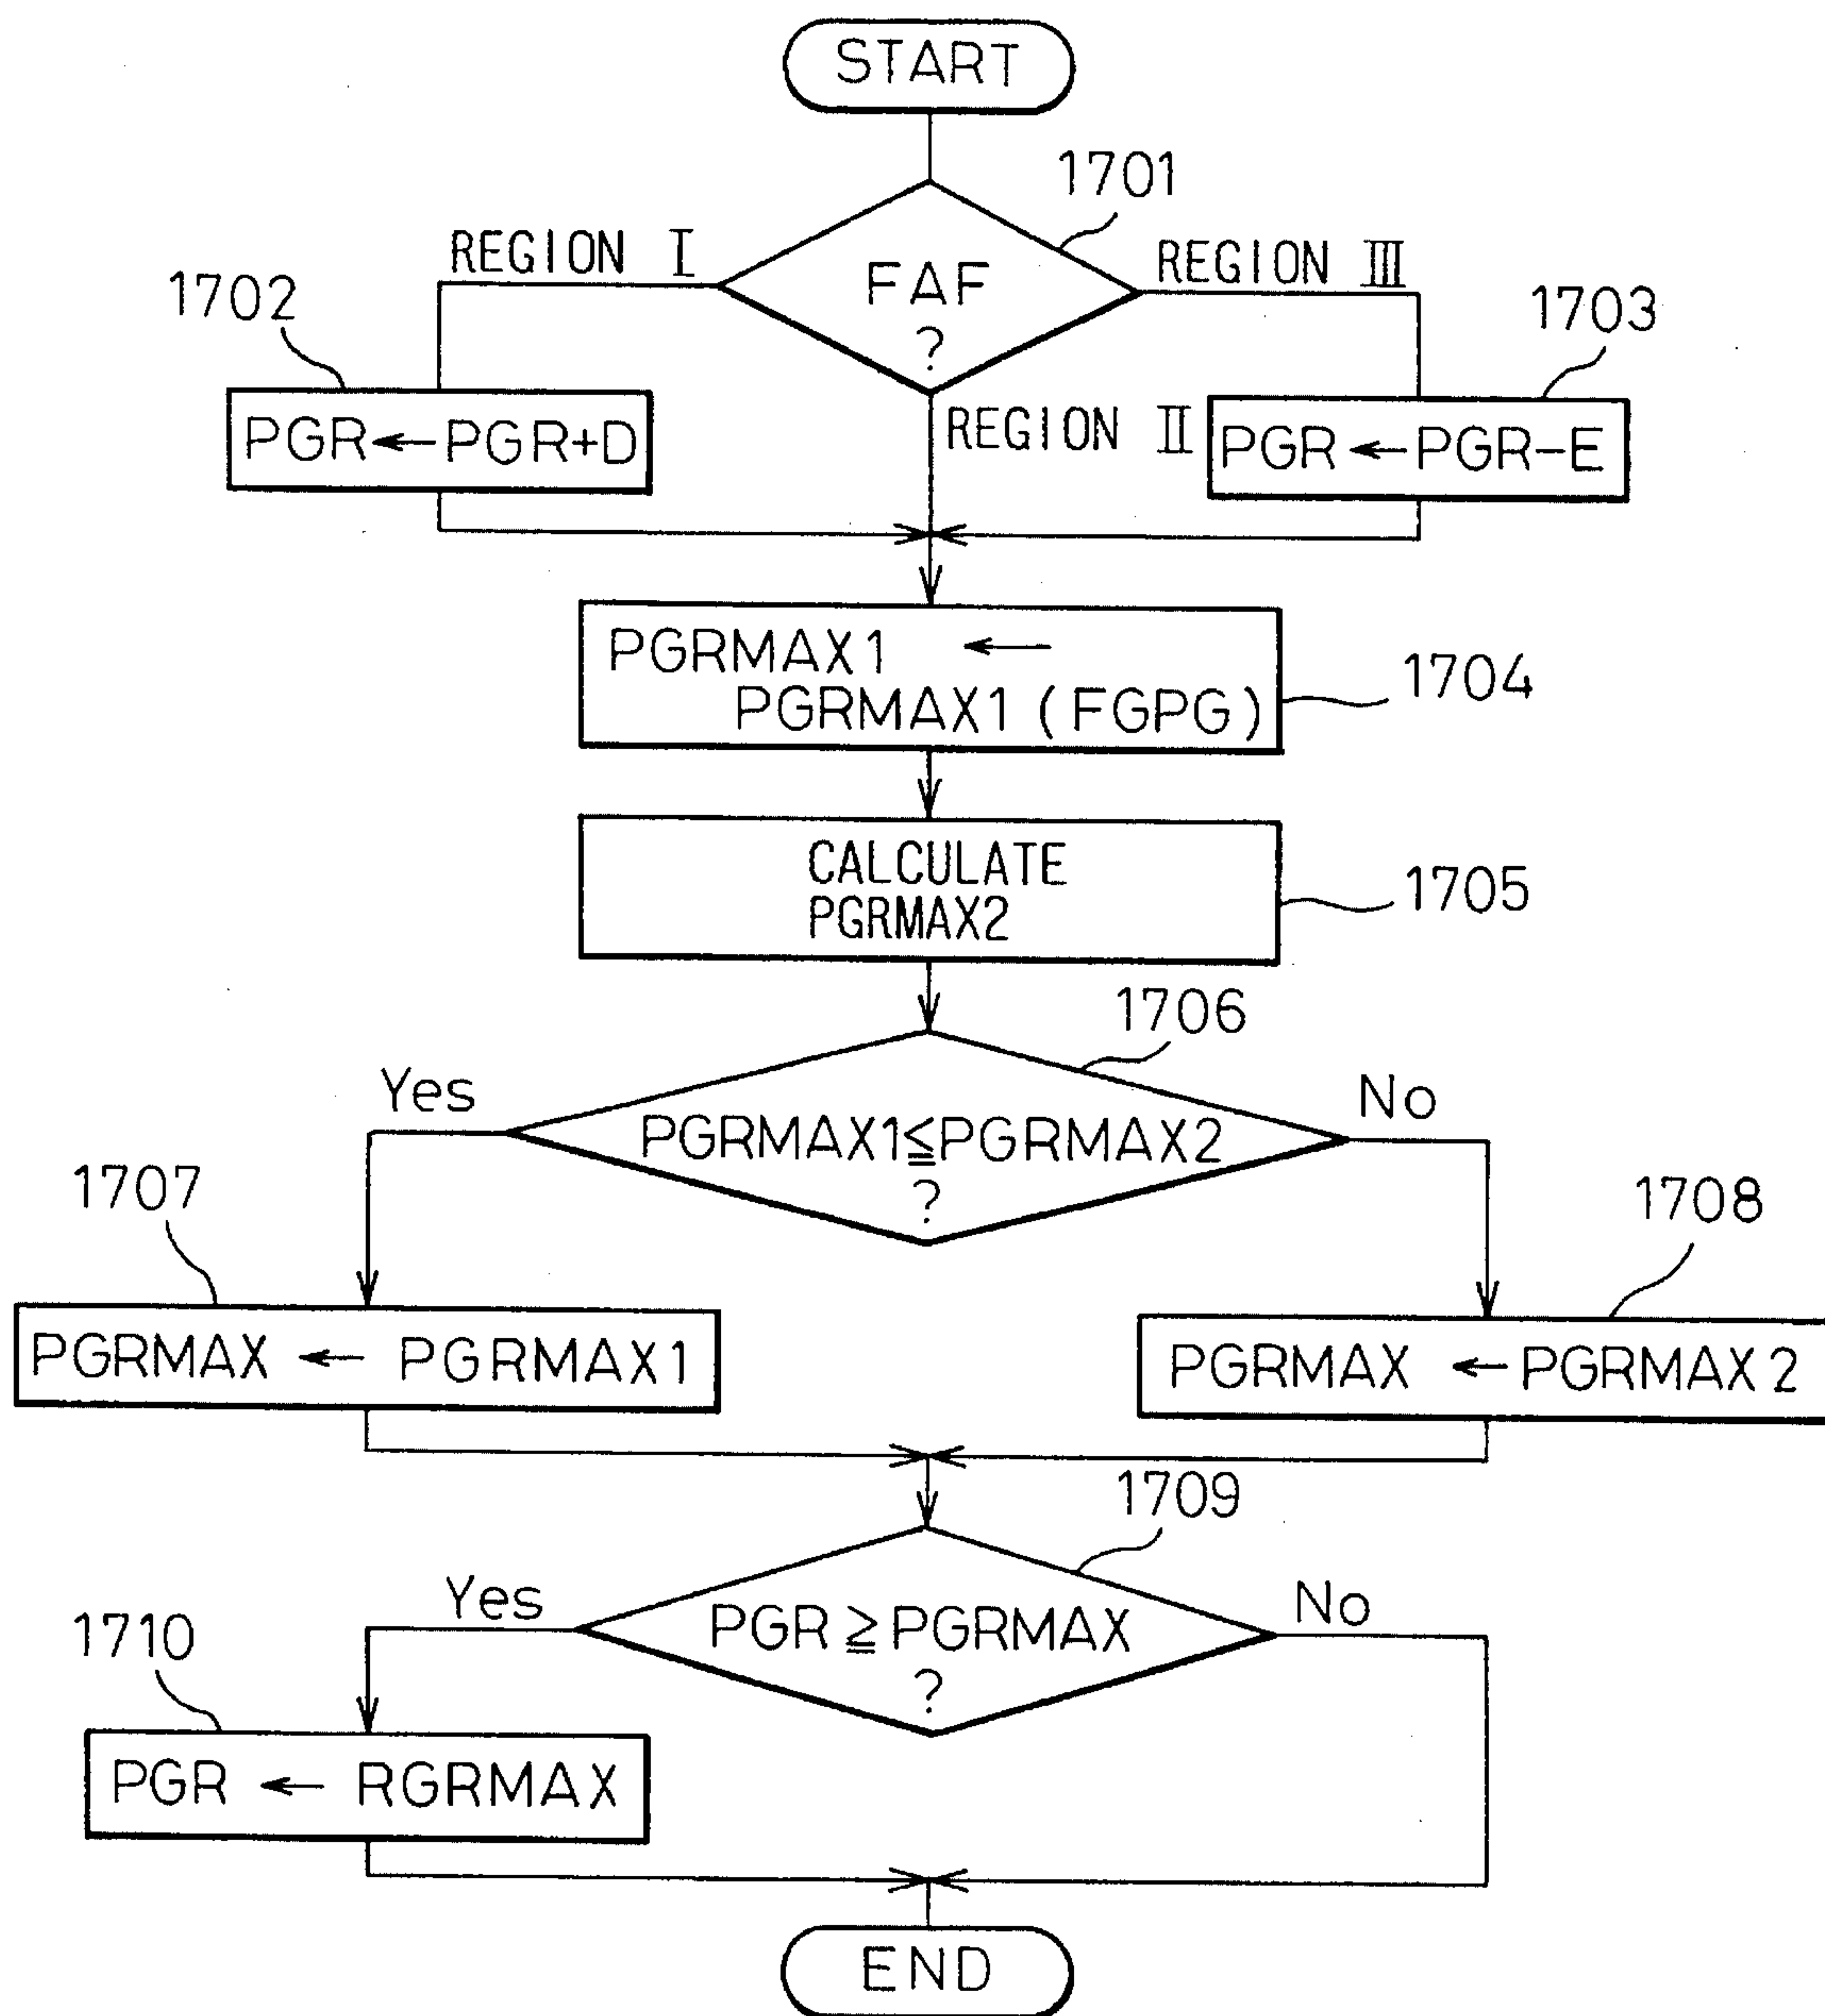 START
1701
REGION I
REGION III
FAF
?
1702
1703
REGION II
PGR←PGR+D
PGR←PGR−E
PGRMAX1 ←
PGRMAX1 (FGPG)
1704
CALCULATE
PGRMAX2
1705
1706
Yes
No
PGRMAX1≦PGRMAX2
?
1707
1708
PGRMAX ← PGRMAX1
PGRMAX ← PGRMAX2
1709
Yes
No
PGR ≧ PGRMAX
?
1710
PGR ← RGRMAX
END